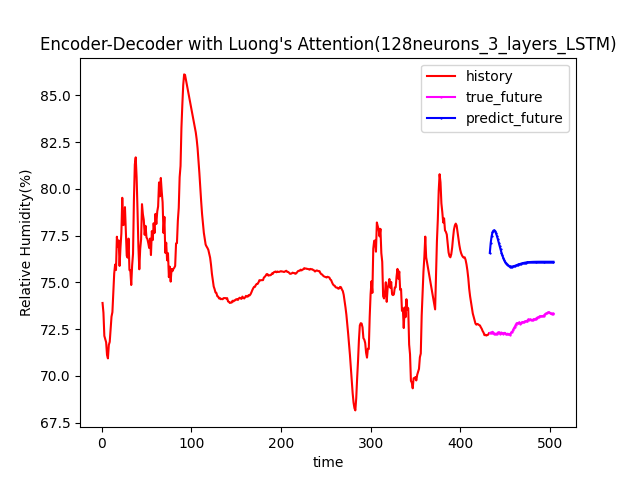 Encoder-Decoder with Luong's Attention(128neurons_3_layers_LSTM)
history
true_future
predict_future
Relative Humidity(%)
85.0
82.5
80.0
77.5
75.0
72.5
70.0
67.5
0 100 200 300 400 500
time